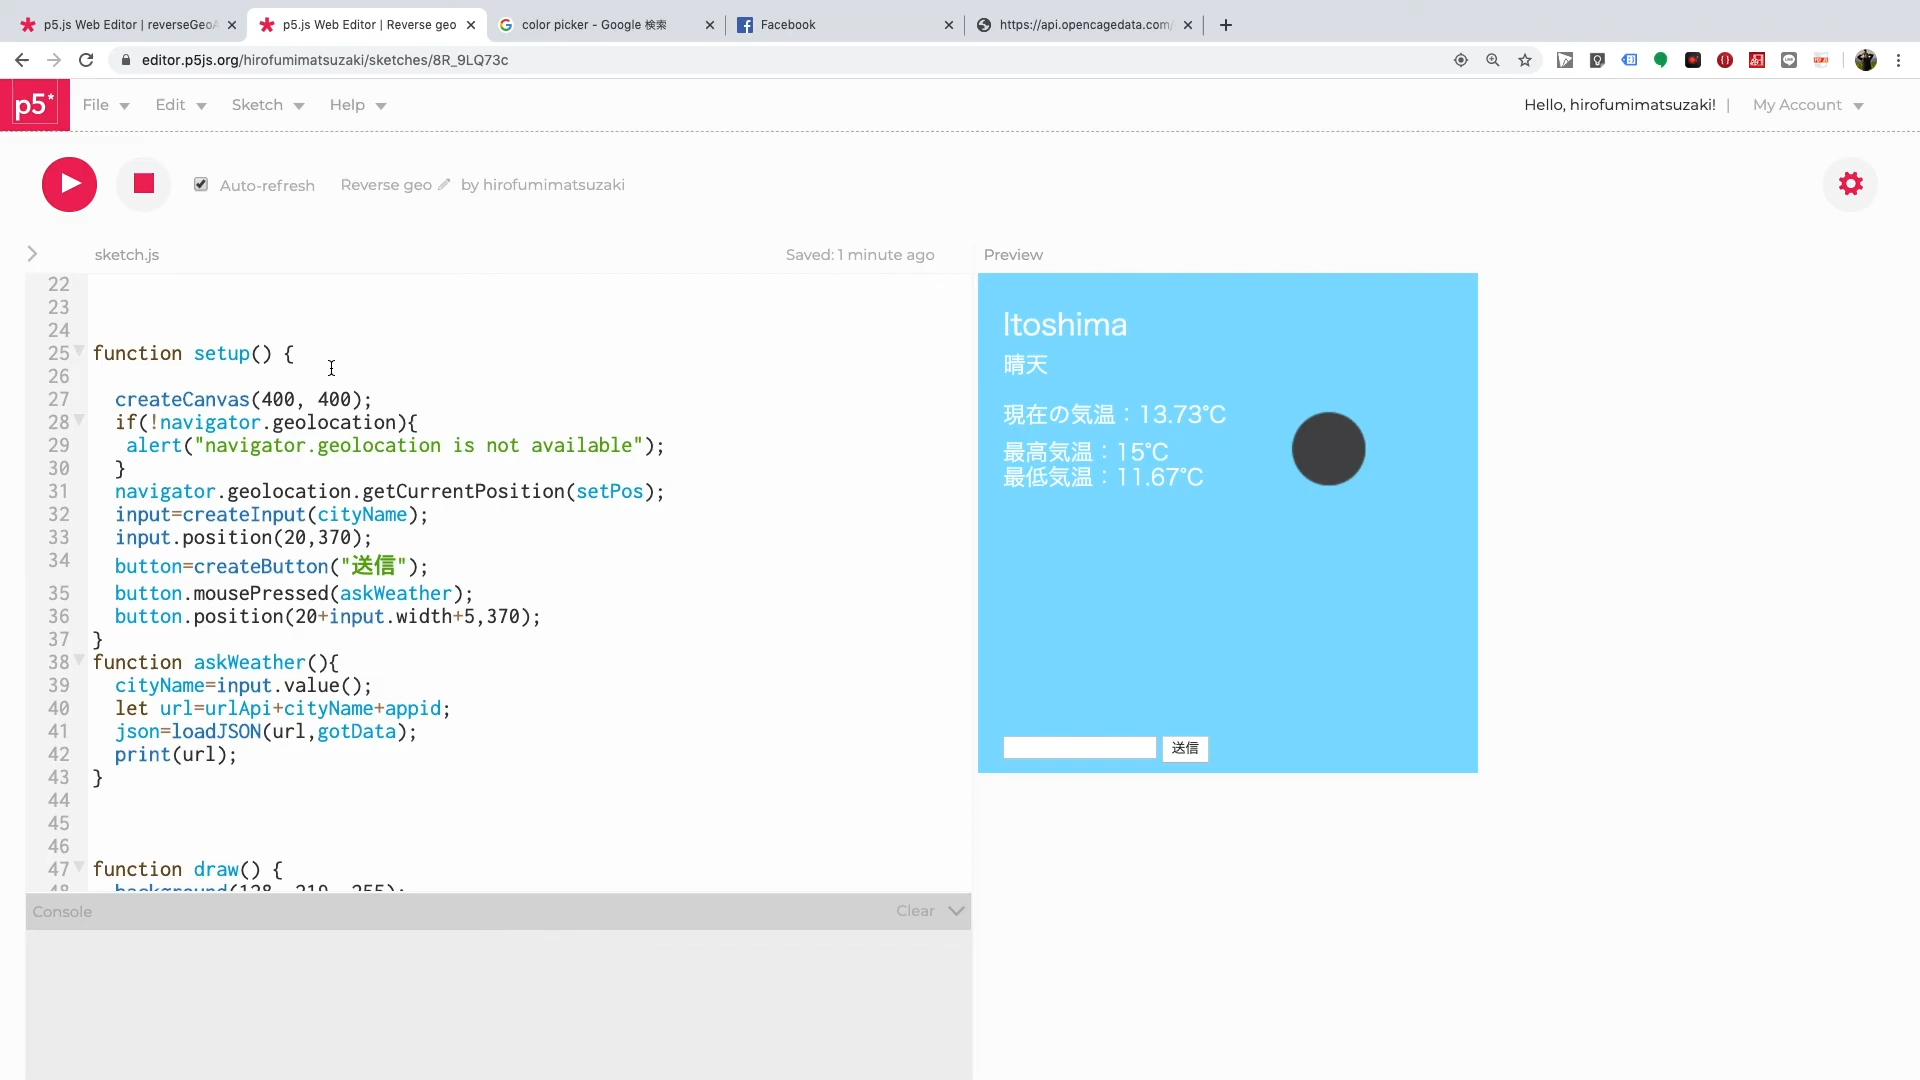 p5.js Web Editor | reverseGeoA
p5.js Web Editor | Reverse geo
color picker - Google 検索
Facebook
https://api.opencagedata.com/
editor.p5js.org/hirofumimatsuzaki/sketches/8R_9LQ73c
p5*
File
Edit
Sketch
Help
Hello, hirofumimatsuzaki! |
My Account
Auto-refresh
Reverse geo
by hirofumimatsuzaki
sketch.js
Saved: 1 minute ago
Preview
22
23
24
25 function setup() {
26
27 createCanvas(400, 400);
28 if(!navigator.geolocation){
29 alert("navigator.geolocation is not available");
30 }
31 navigator.geolocation.getCurrentPosition(setPos);
32 input=createInput(cityName);
33 input.position(20,370);
34 button=createButton("送信");
35 button.mousePressed(askWeather);
36 button.position(20+input.width+5,370);
37 }
38 function askWeather(){
39 cityName=input.value();
40 let url=urlApi+cityName+appid;
41 json=loadJSON(url,gotData);
42 print(url);
43 }
44
45
46
47 function draw() {
48 background(128, 219, 255);
Itoshima
晴天
現在の気温：13.73℃
最高気温：15℃
最低気温：11.67℃
送信
Console
Clear